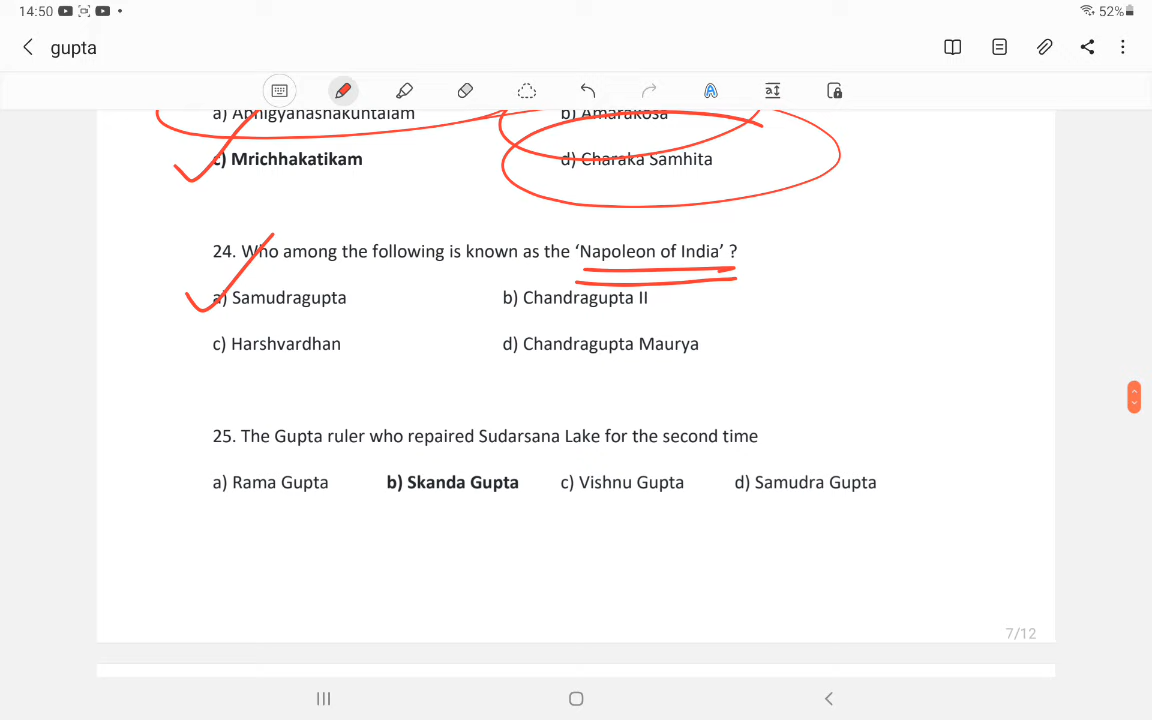 14:50
52%
gupta
a) Abhigyanashakuntalam b) Amarakosa
c) Mrichhakatikam d) Charaka Samhita
24. Who among the following is known as the ‘Napoleon of India’ ?
a) Samudragupta b) Chandragupta II
c) Harshvardhan d) Chandragupta Maurya
25. The Gupta ruler who repaired Sudarsana Lake for the second time
a) Rama Gupta b) Skanda Gupta c) Vishnu Gupta d) Samudra Gupta
7/12